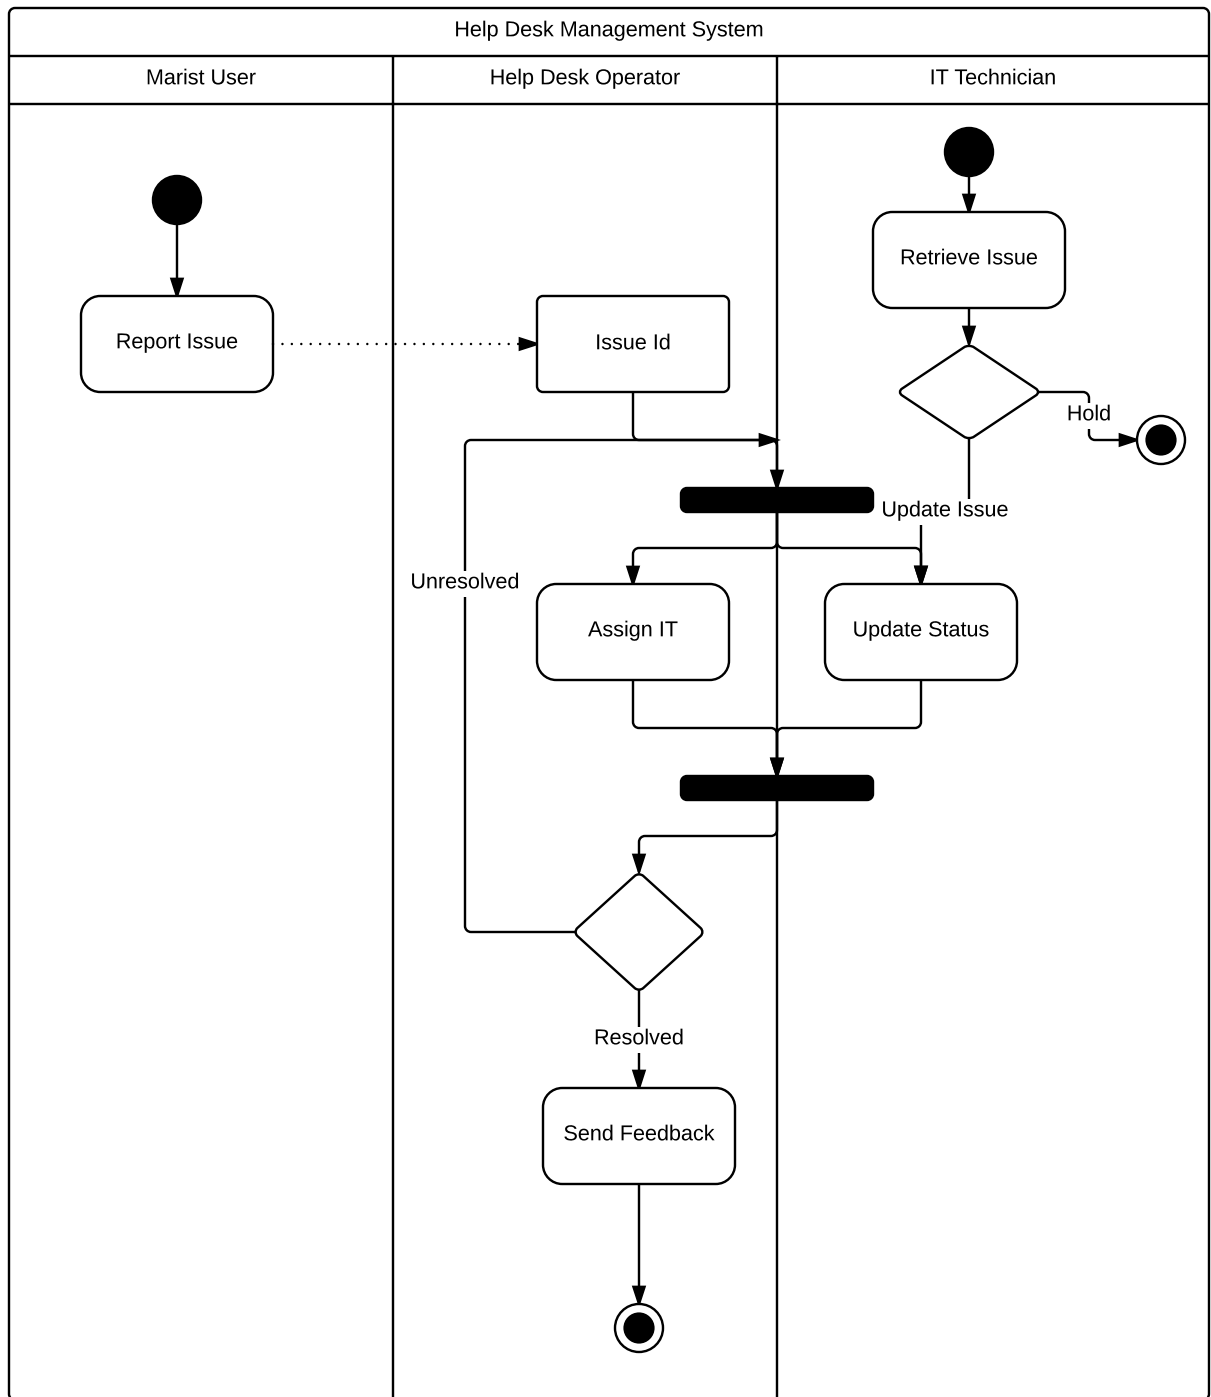 Help Desk Management System
Marist User
Help Desk Operator
IT Technician
Retrieve Issue
Report Issue
Issue Id
Hold
Update Issue
Unresolved
Assign IT
Update Status
Resolved
Send Feedback